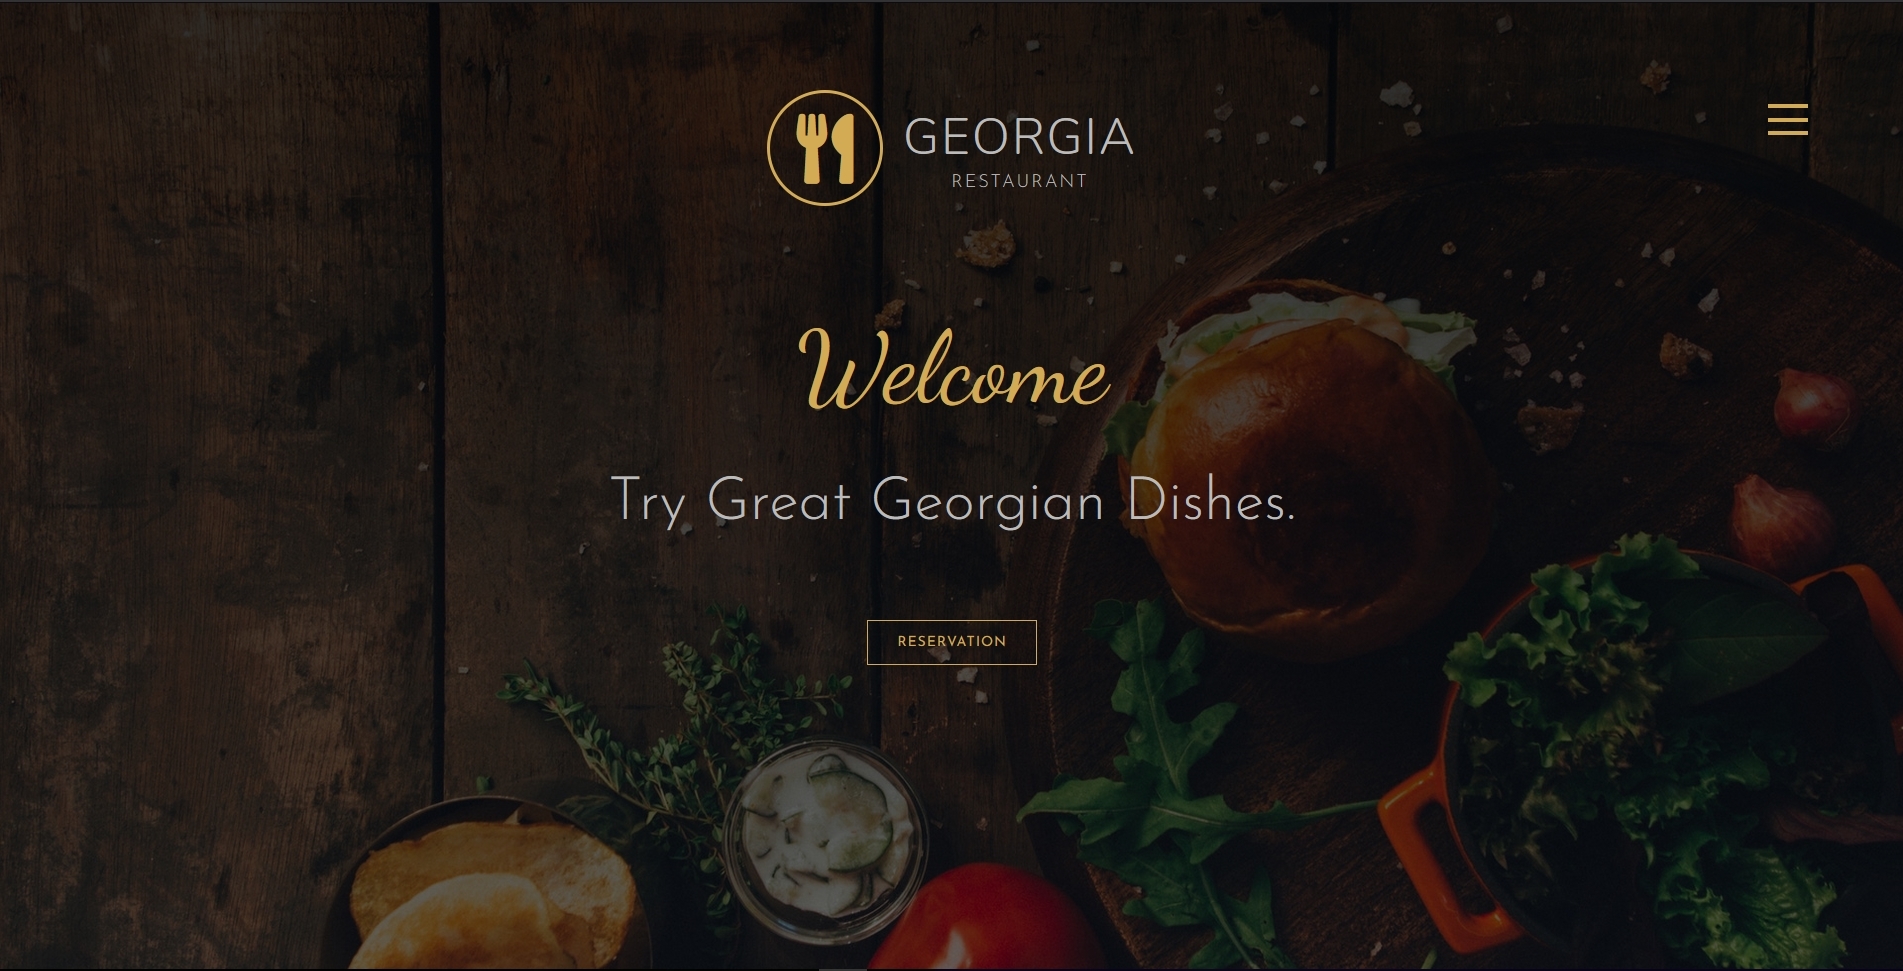 GEORGIA
RESTAURANT
Welcome
Try Great Georgian Dishes.
RESERVATION